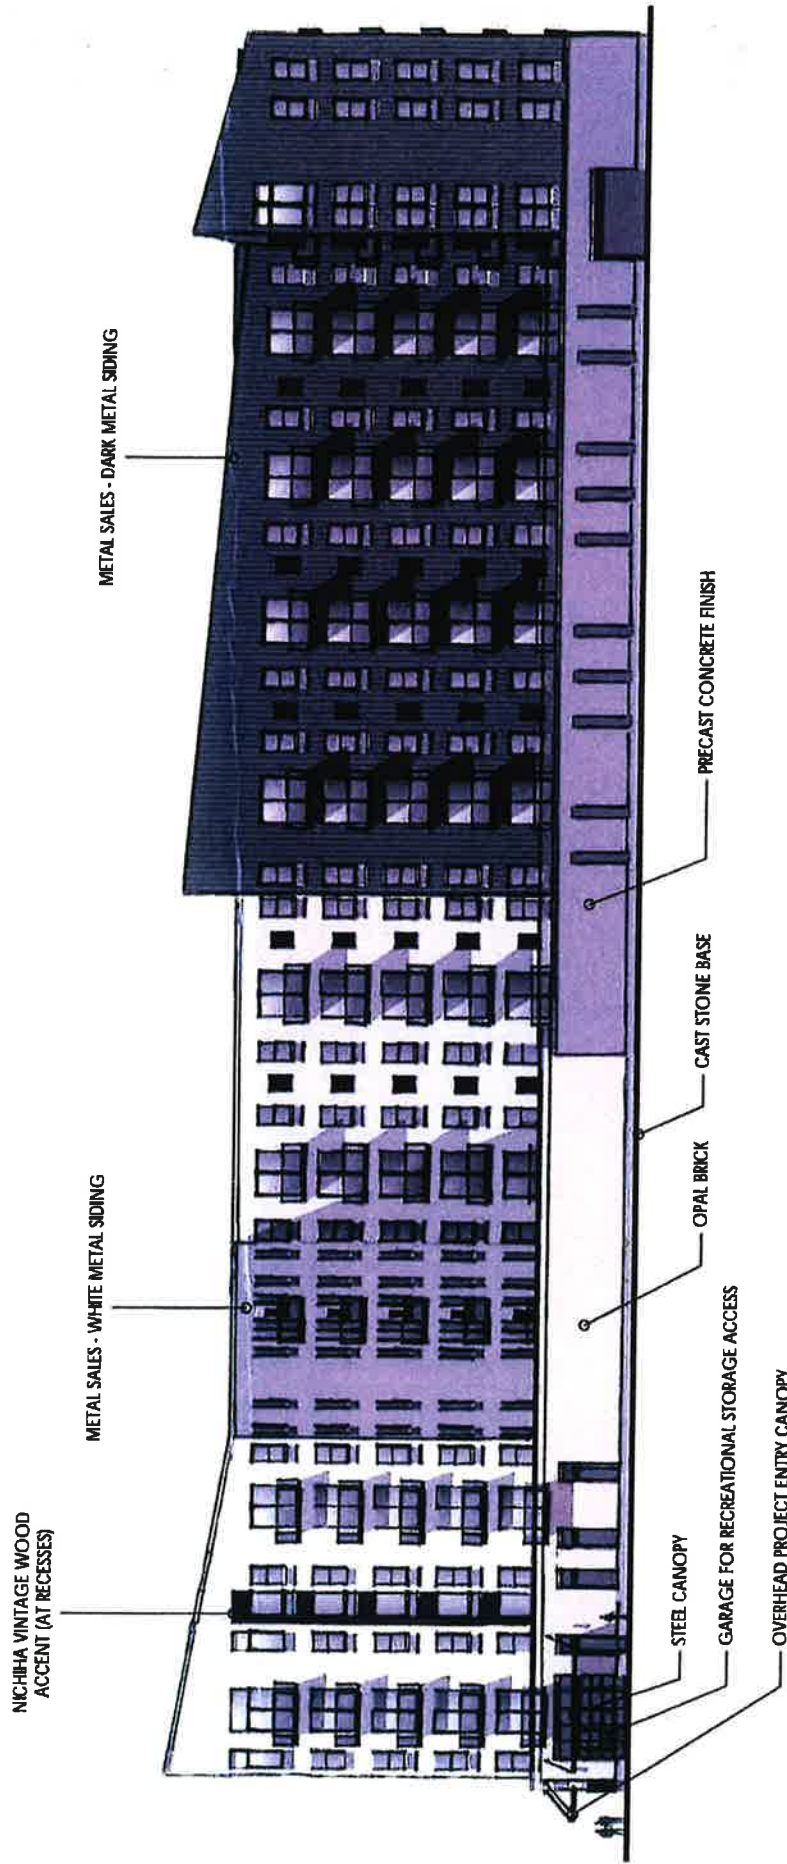 NICHIHA VINTAGE WOOD
ACCENT (AT RECESSES)
METAL SALES - WHITE METAL SIDING
METAL SALES - DARK METAL SIDING
OVERHEAD PROJECT ENTRY CANOPY
GARAGE FOR RECREATIONAL STORAGE ACCESS
STEEL CANOPY
OPAL BRICK
CAST STONE BASE
PRECAST CONCRETE FINISH